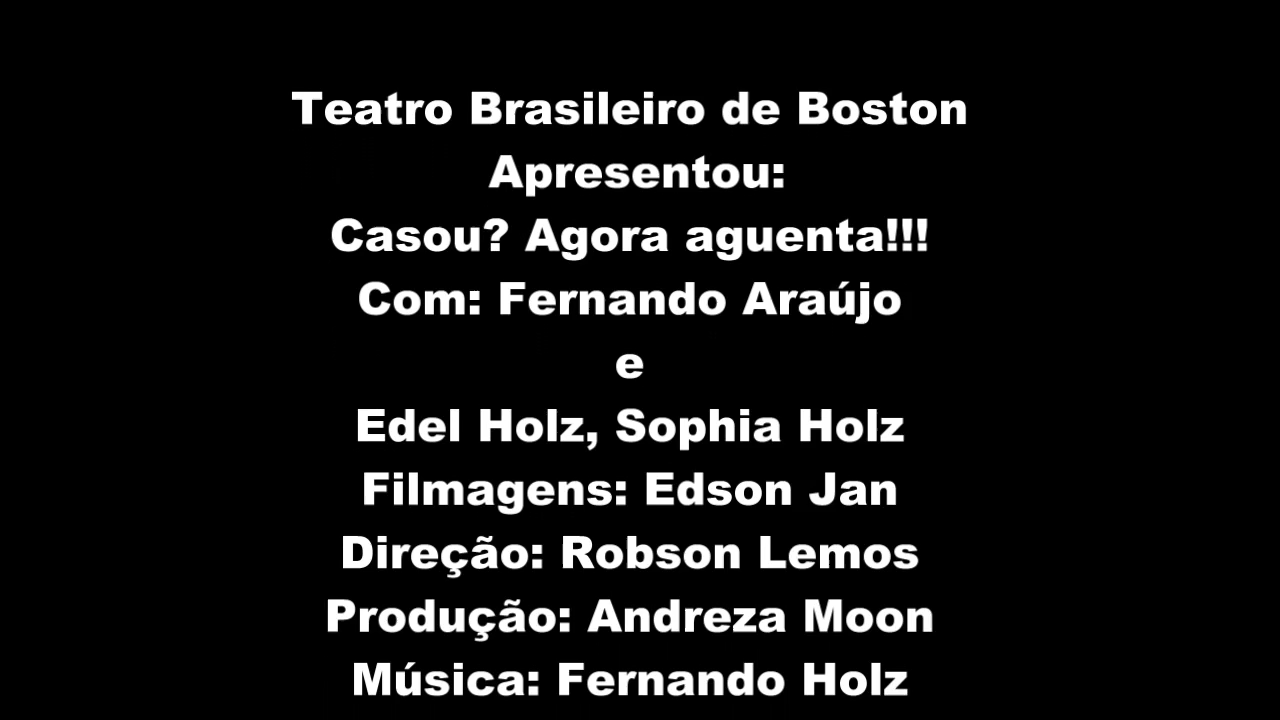 Teatro Brasileiro de Boston
Apresentou:
Casou? Agora aguenta!!!
Com: Fernando Araújo
e
Edel Holz, Sophia Holz
Filmagens: Edson Jan
Direção: Robson Lemos
Produção: Andreza Moon
Música: Fernando Holz